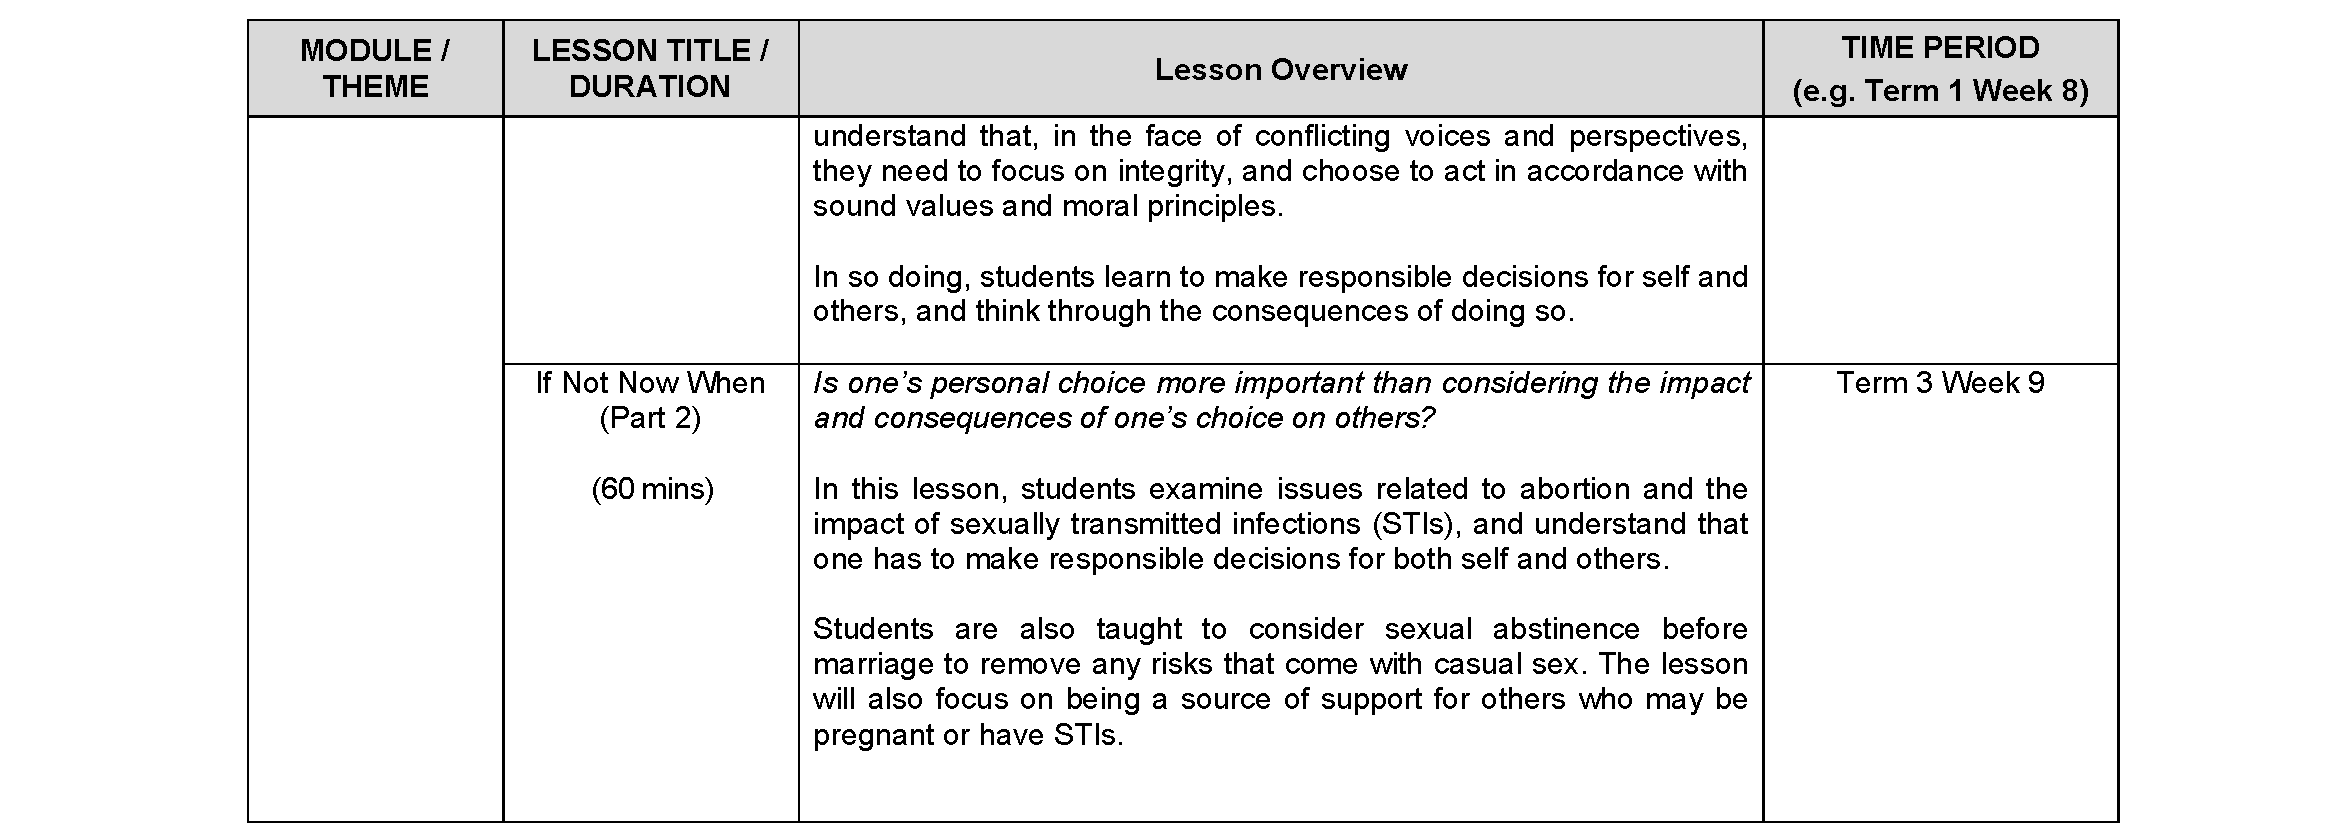 MODULE /
THEME
LESSON TITLE /
DURATION
Lesson Overview
TIME PERIOD
(e.g. Term 1 Week 8)
understand that, in the face of conflicting voices and perspectives,
they need to focus on integrity, and choose to act in accordance with
sound values and moral principles.
In so doing, students learn to make responsible decisions for self and
others, and think through the consequences of doing so.
If Not Now When
(Part 2)
(60 mins)
Is one’s personal choice more important than considering the impact
and consequences of one’s choice on others?
In this lesson, students examine issues related to abortion and the
impact of sexually transmitted infections (STIs), and understand that
one has to make responsible decisions for both self and others.
Students are also taught to consider sexual abstinence before
marriage to remove any risks that come with casual sex. The lesson
will also focus on being a source of support for others who may be
pregnant or have STIs.
Term 3 Week 9